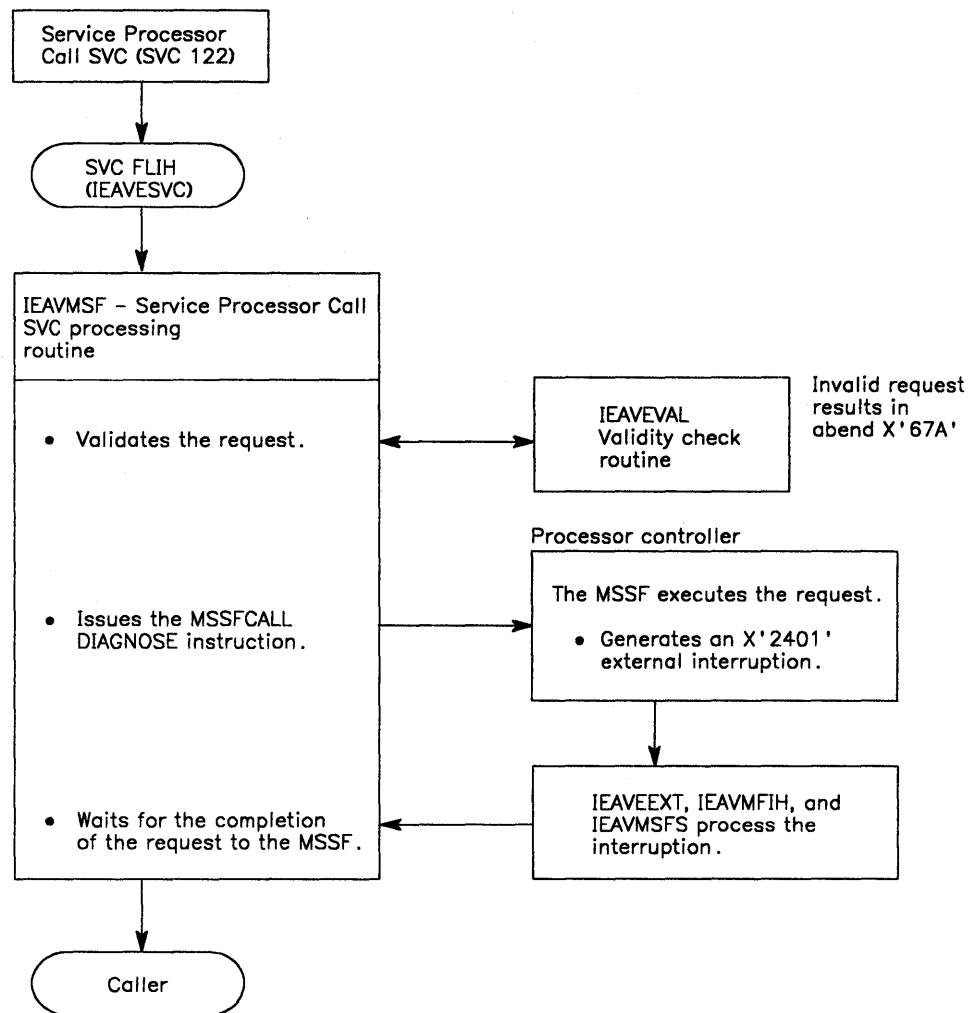 Service Processor
Call SVC (SVC 122)
SVC FLIH
(IEAVESVC)
IEAVMSF – Service Processor Call
SVC processing
routine
• Validates the request.
IEAVEVAL
Validity check
routine
Invalid request
results in
abend X'67A'
Processor controller
• Issues the MSSFCALL
DIAGNOSE instruction.
The MSSF executes the request.
• Generates an X'2401'
external interruption.
• Waits for the completion
of the request to the MSSF.
IEAVEEXT, IEAVMFIH, and
IEAVMSFS process the
interruption.
Caller